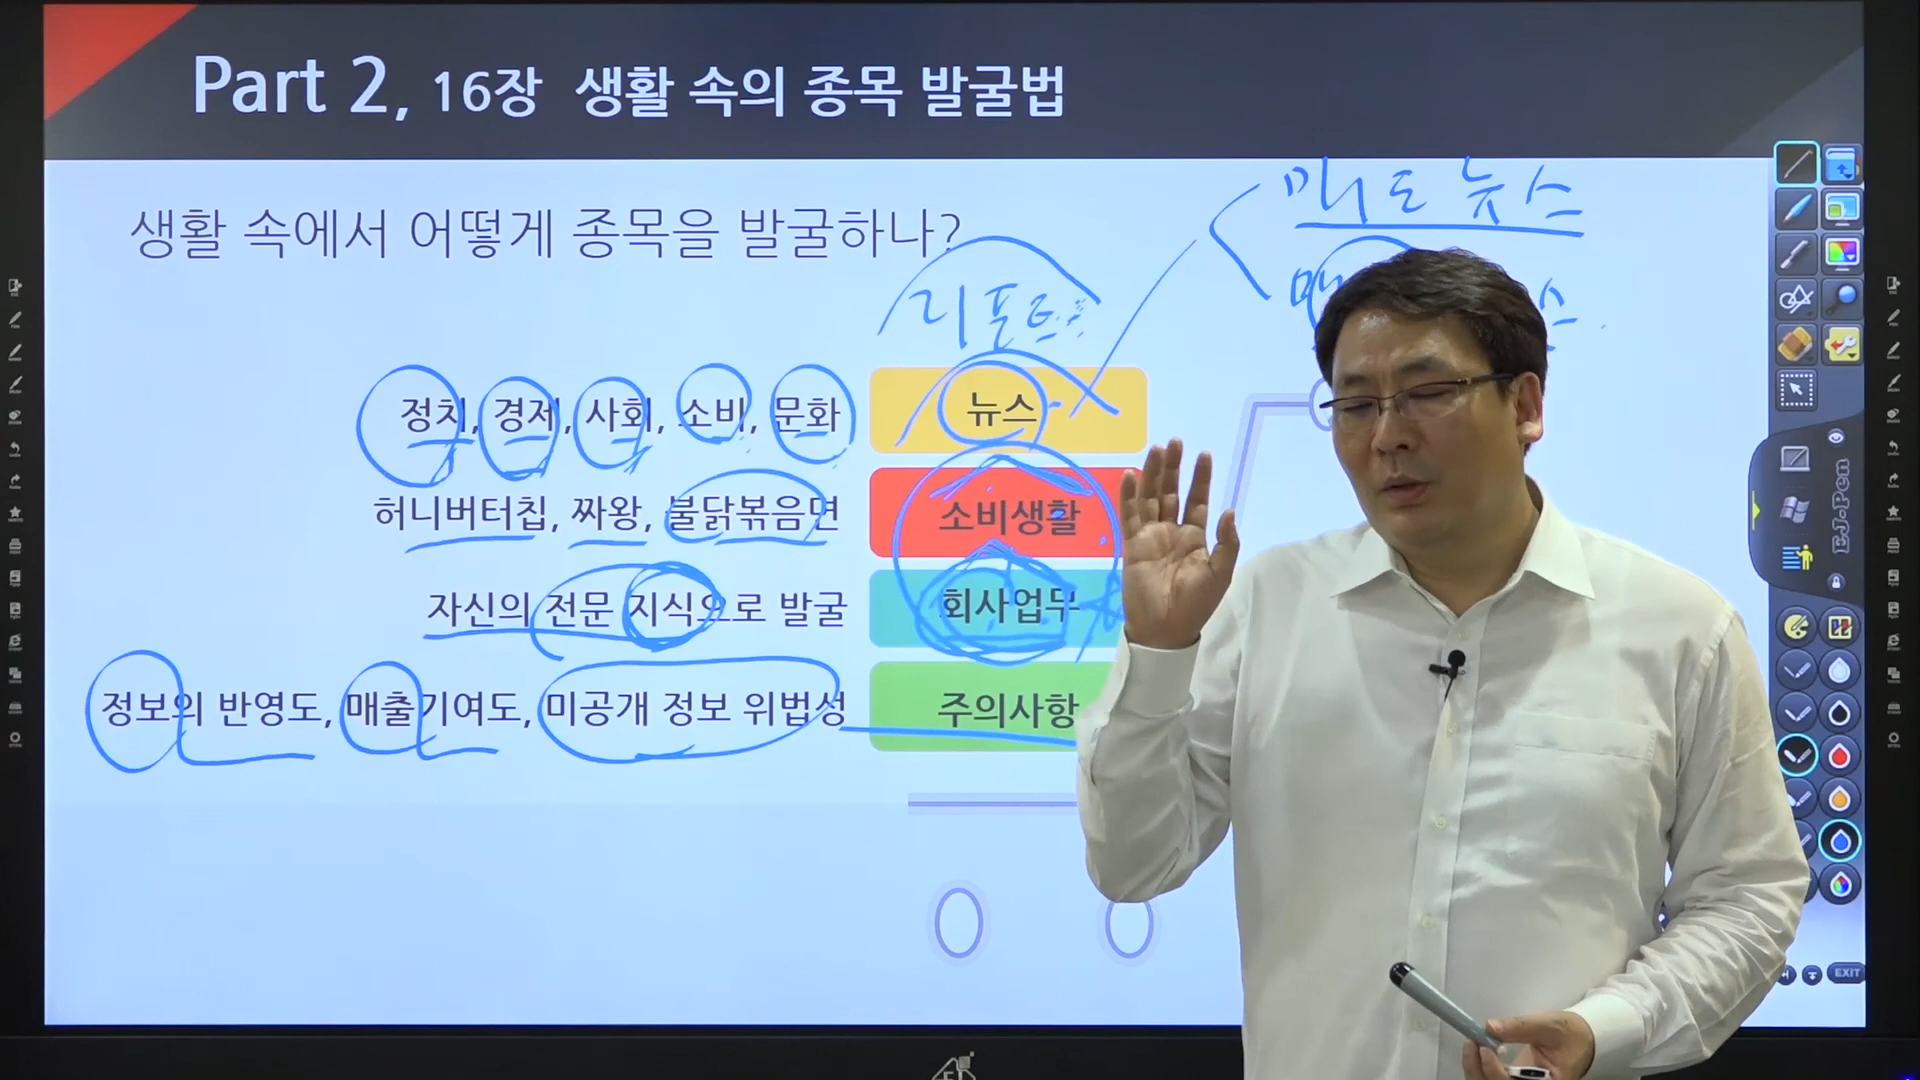 Part 2, 16장 생활 속의 종목 발굴법
생활 속에서 어떻게 종목을 발굴하나?
매도 뉴스
리포트
정치, 경제, 사회, 소비, 문화
뉴스
허니버터칩, 짜왕, 불닭볶음면
소비생활
자신의 전문 지식으로 발굴
회사업무
정보의 반영도, 매출기여도, 미공개 정보 위법성
주의사항
E-J-Pen
EXIT